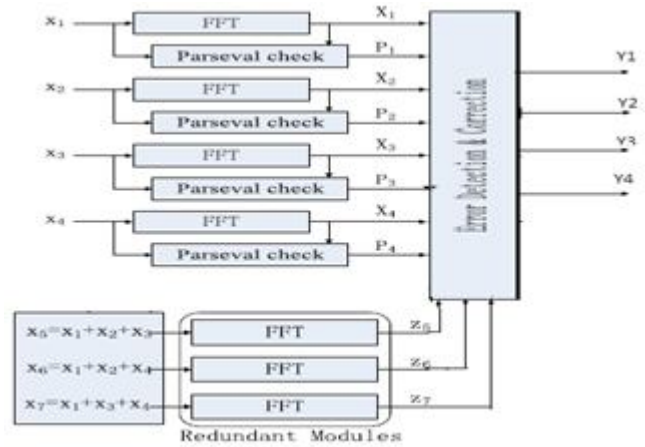 x₁ FFT X₁
Parseval check P₁
x₂ FFT X₂
Parseval check P₂
x₃ FFT X₃
Parseval check P₃
x₄ FFT X₄
Parseval check P₄
Error Detection & Correction
Y1
Y2
Y3
Y4
x₅=x₁+x₂+x₃ FFT z₅
x₆=x₁+x₂+x₄ FFT z₆
x₇=x₁+x₃+x₄ FFT z₇
Redundant Modules